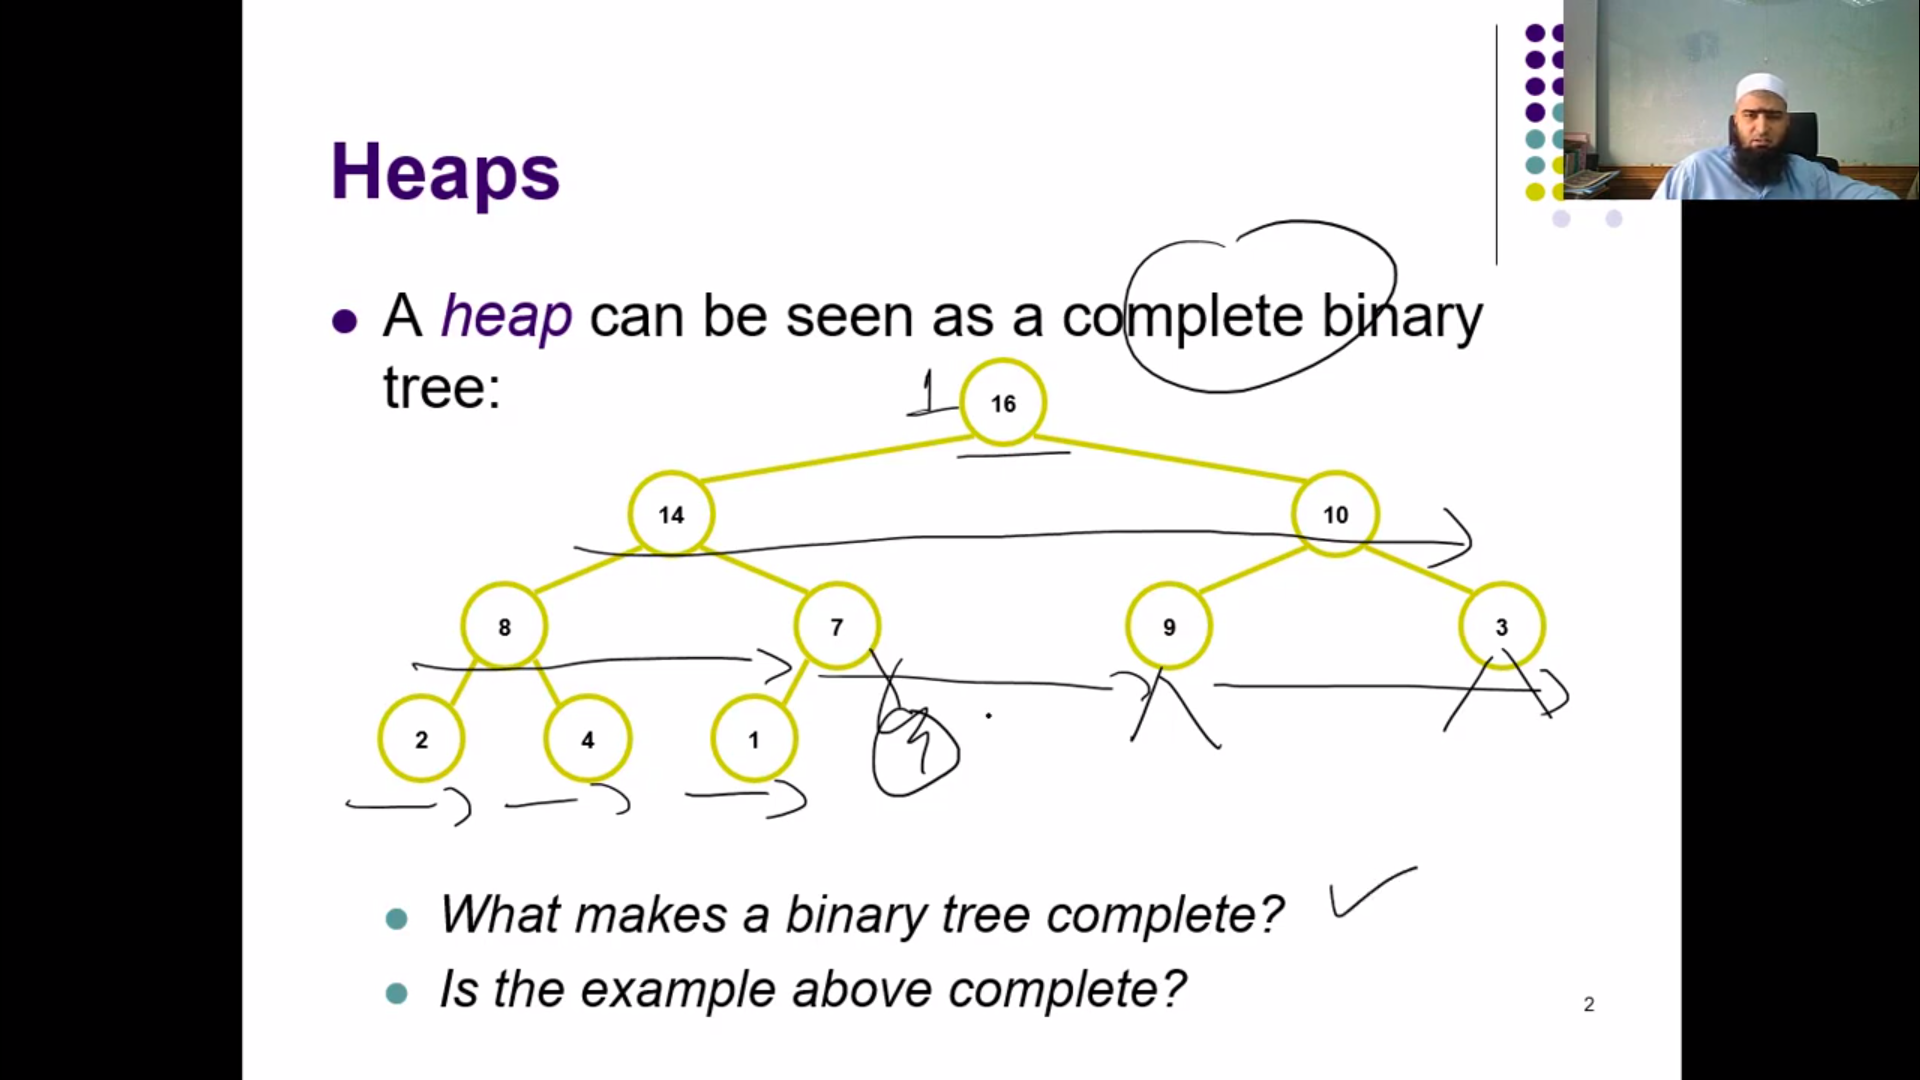 Heaps
A heap can be seen as a complete binary
tree:
1 16
14 10
8 7 9 3
2 4 1
What makes a binary tree complete?
Is the example above complete?
2